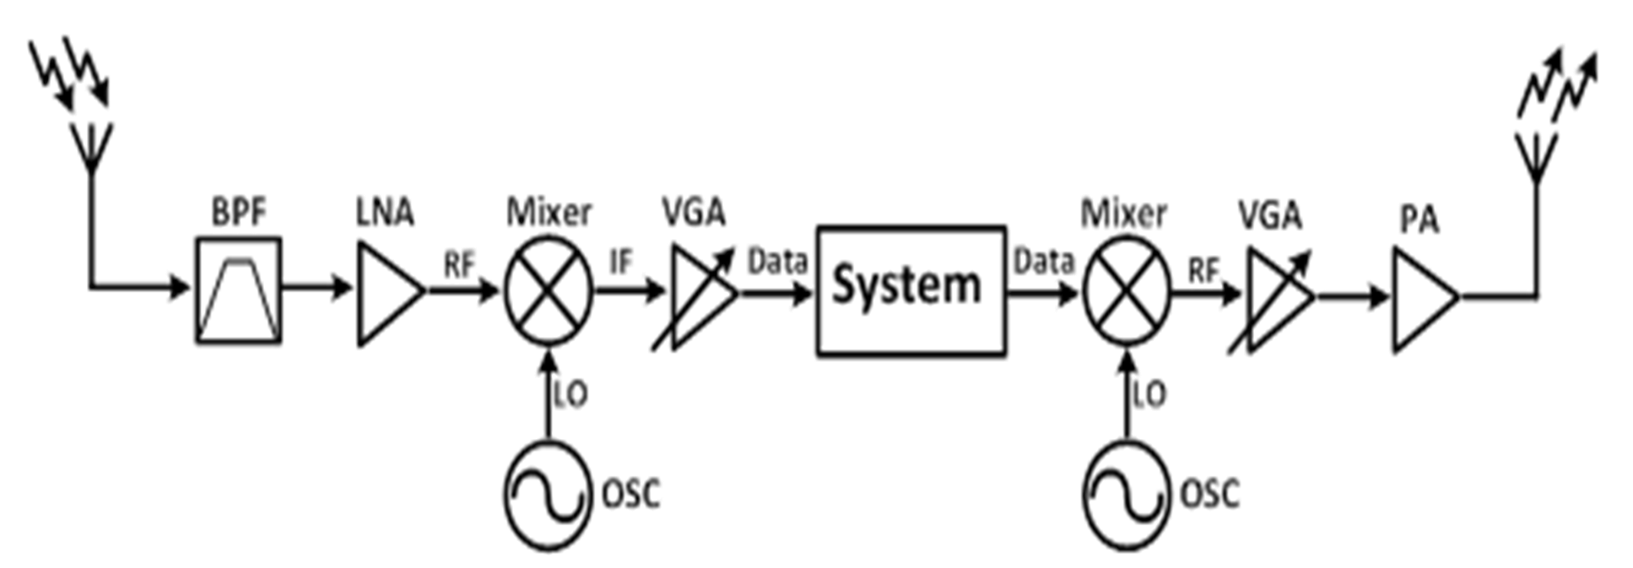 BPF
LNA
RF
Mixer
IF
VGA
Data
System
Data
Mixer
RF
VGA
PA
LO
OSC
LO
OSC